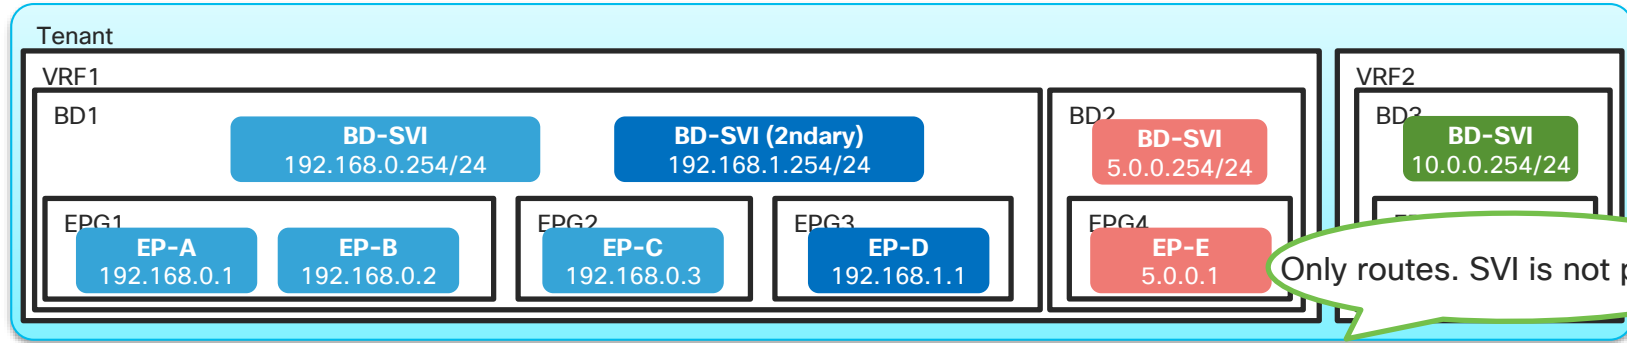 Tenant
VRF1
VRF2
BD1
BD-SVI
192.168.0.254/24
BD-SVI (2ndary)
192.168.1.254/24
BD2
BD-SVI
5.0.0.254/24
BD3
BD-SVI
10.0.0.254/24
EPG1
EP-A
192.168.0.1
EP-B
192.168.0.2
EPG2
EP-C
192.168.0.3
EPG3
EP-D
192.168.1.1
EPG4
EP-E
5.0.0.1
Only routes. SVI is not